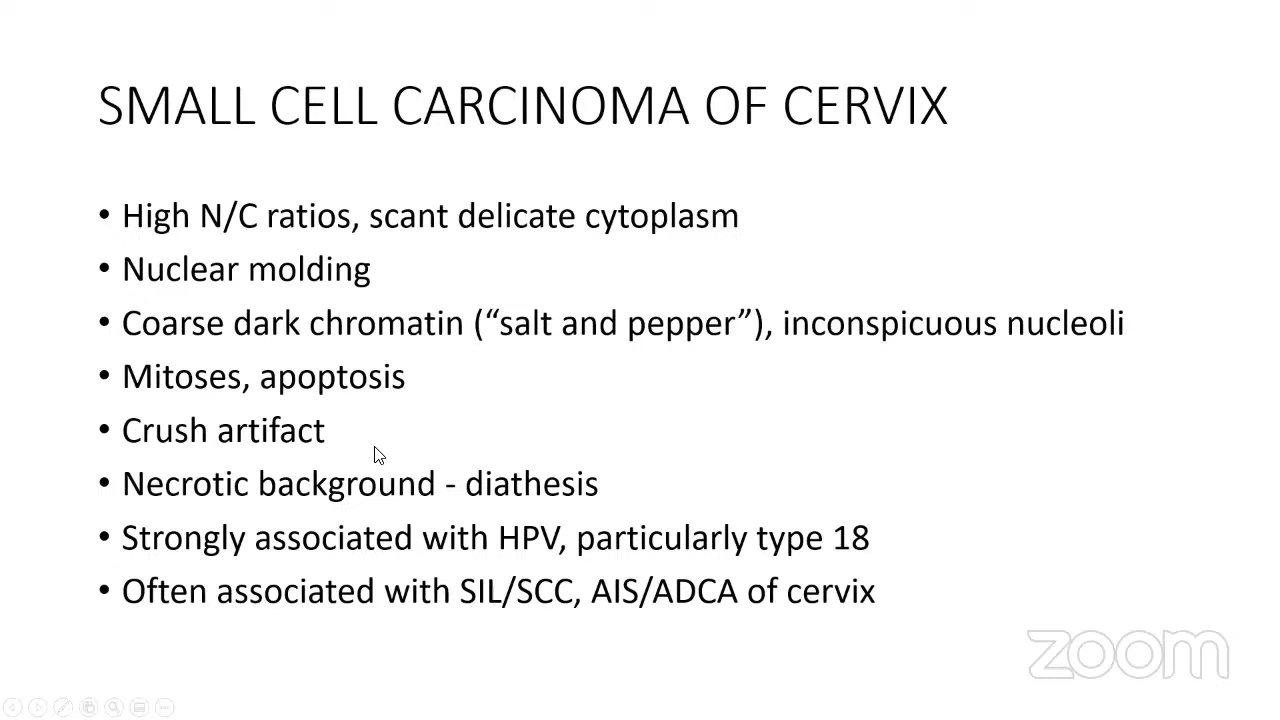 SMALL CELL CARCINOMA OF CERVIX
• High N/C ratios, scant delicate cytoplasm
• Nuclear molding
• Coarse dark chromatin (“salt and pepper”), inconspicuous nucleoli
• Mitoses, apoptosis
• Crush artifact
• Necrotic background - diathesis
• Strongly associated with HPV, particularly type 18
• Often associated with SIL/SCC, AIS/ADCA of cervix
zoom